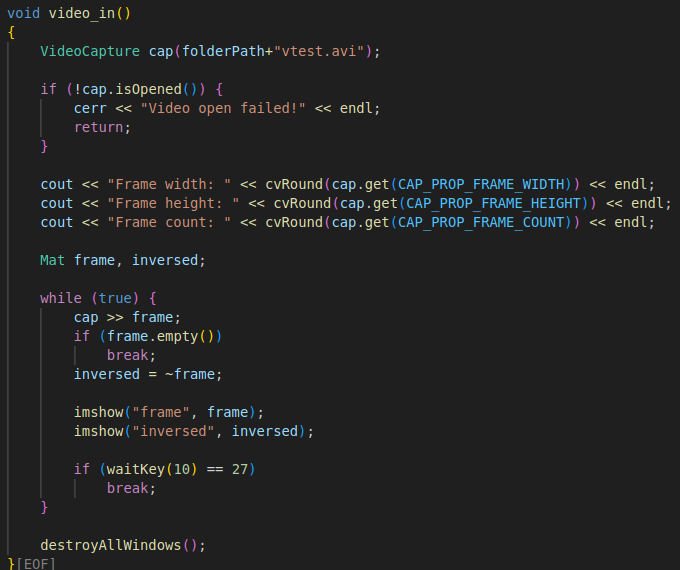 void video_in()
{
    VideoCapture cap(folderPath+"vtest.avi");

    if (!cap.isOpened()) {
        cerr << "Video open failed!" << endl;
        return;
    }

    cout << "Frame width: " << cvRound(cap.get(CAP_PROP_FRAME_WIDTH)) << endl;
    cout << "Frame height: " << cvRound(cap.get(CAP_PROP_FRAME_HEIGHT)) << endl;
    cout << "Frame count: " << cvRound(cap.get(CAP_PROP_FRAME_COUNT)) << endl;

    Mat frame, inversed;

    while (true) {
        cap >> frame;
        if (frame.empty())
            break;
        inversed = ~frame;

        imshow("frame", frame);
        imshow("inversed", inversed);

        if (waitKey(10) == 27)
            break;
    }

    destroyAllWindows();
}[EOF]